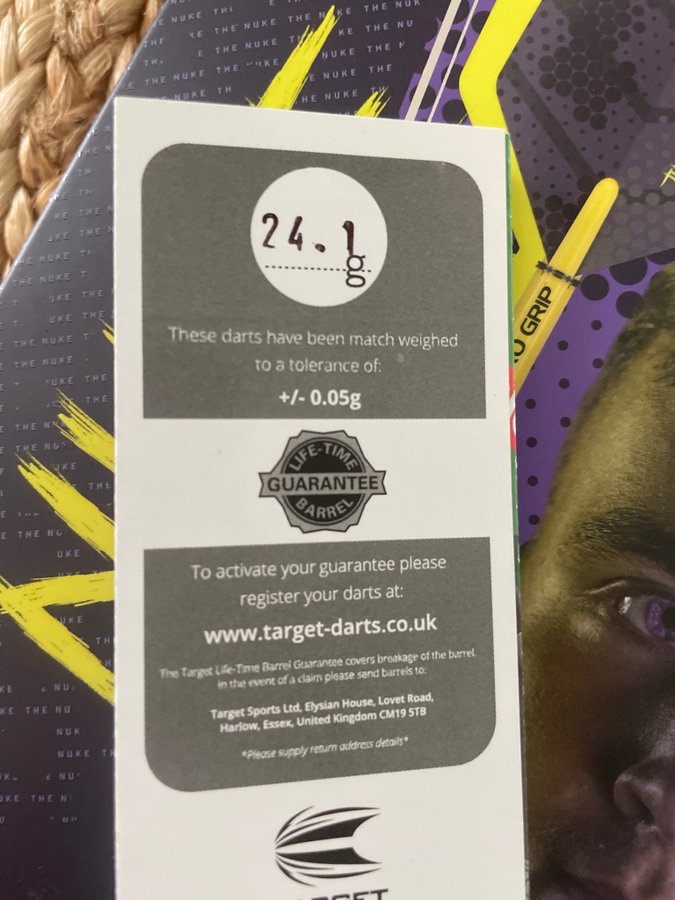 THE NUKE
24.1
g
These darts have been match weighed
to a tolerance of:
+/- 0.05g
LIFE-TIME
GUARANTEE
BARREL
To activate your guarantee please
register your darts at:
www.target-darts.co.uk
The Target Life-Time Barrel Guarantee covers breakage of the barrel.
In the event of a claim please send barrels to:
Target Sports Ltd, Elysian House, Lovet Road,
Harlow, Essex, United Kingdom CM19 5TB
*Please supply return address details*
TARGET
GRIP